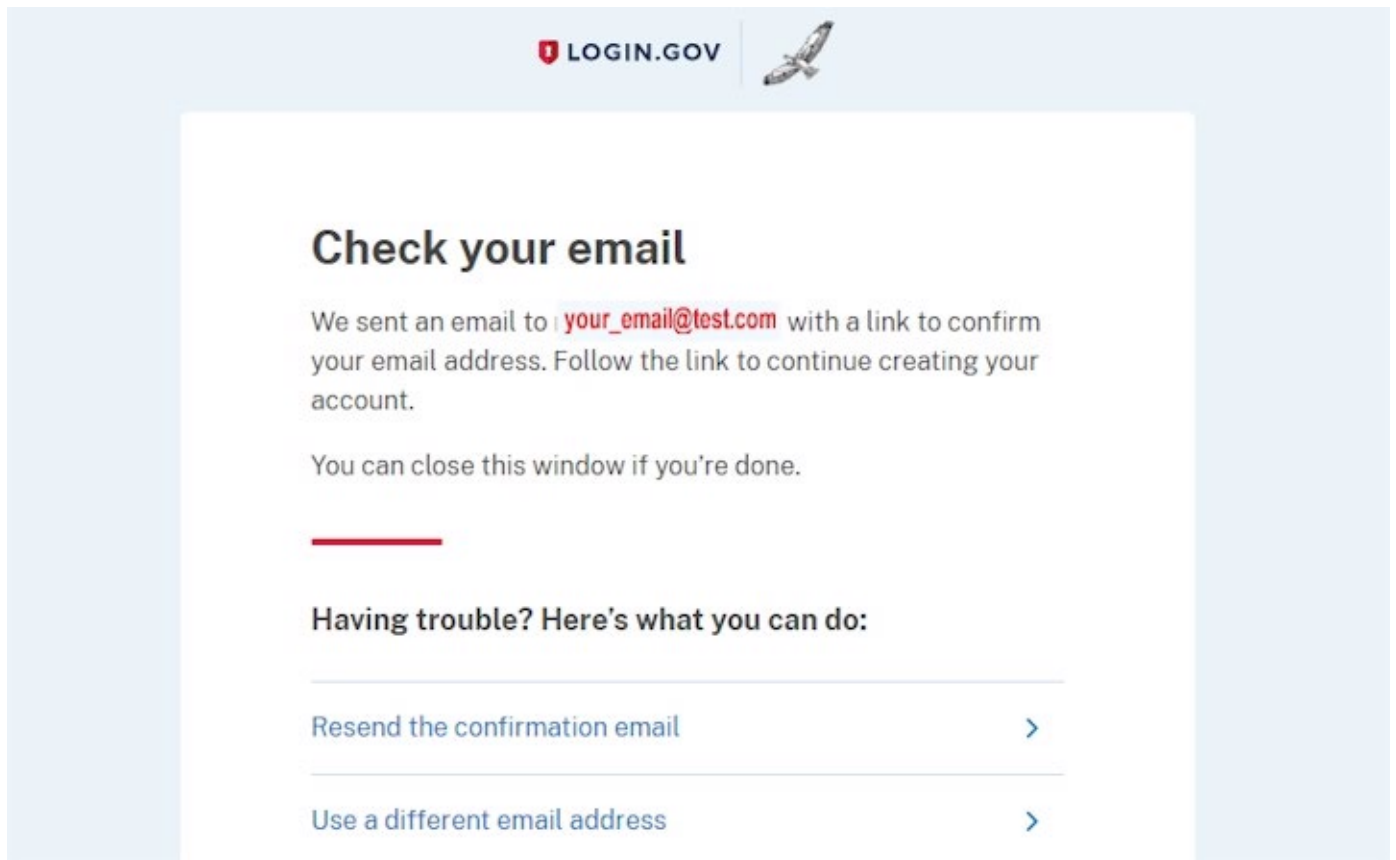 LOGIN.GOV
Check your email
We sent an email to your_email@test.com with a link to confirm
your email address. Follow the link to continue creating your
account.
You can close this window if you're done.
Having trouble? Here's what you can do:
Resend the confirmation email
Use a different email address